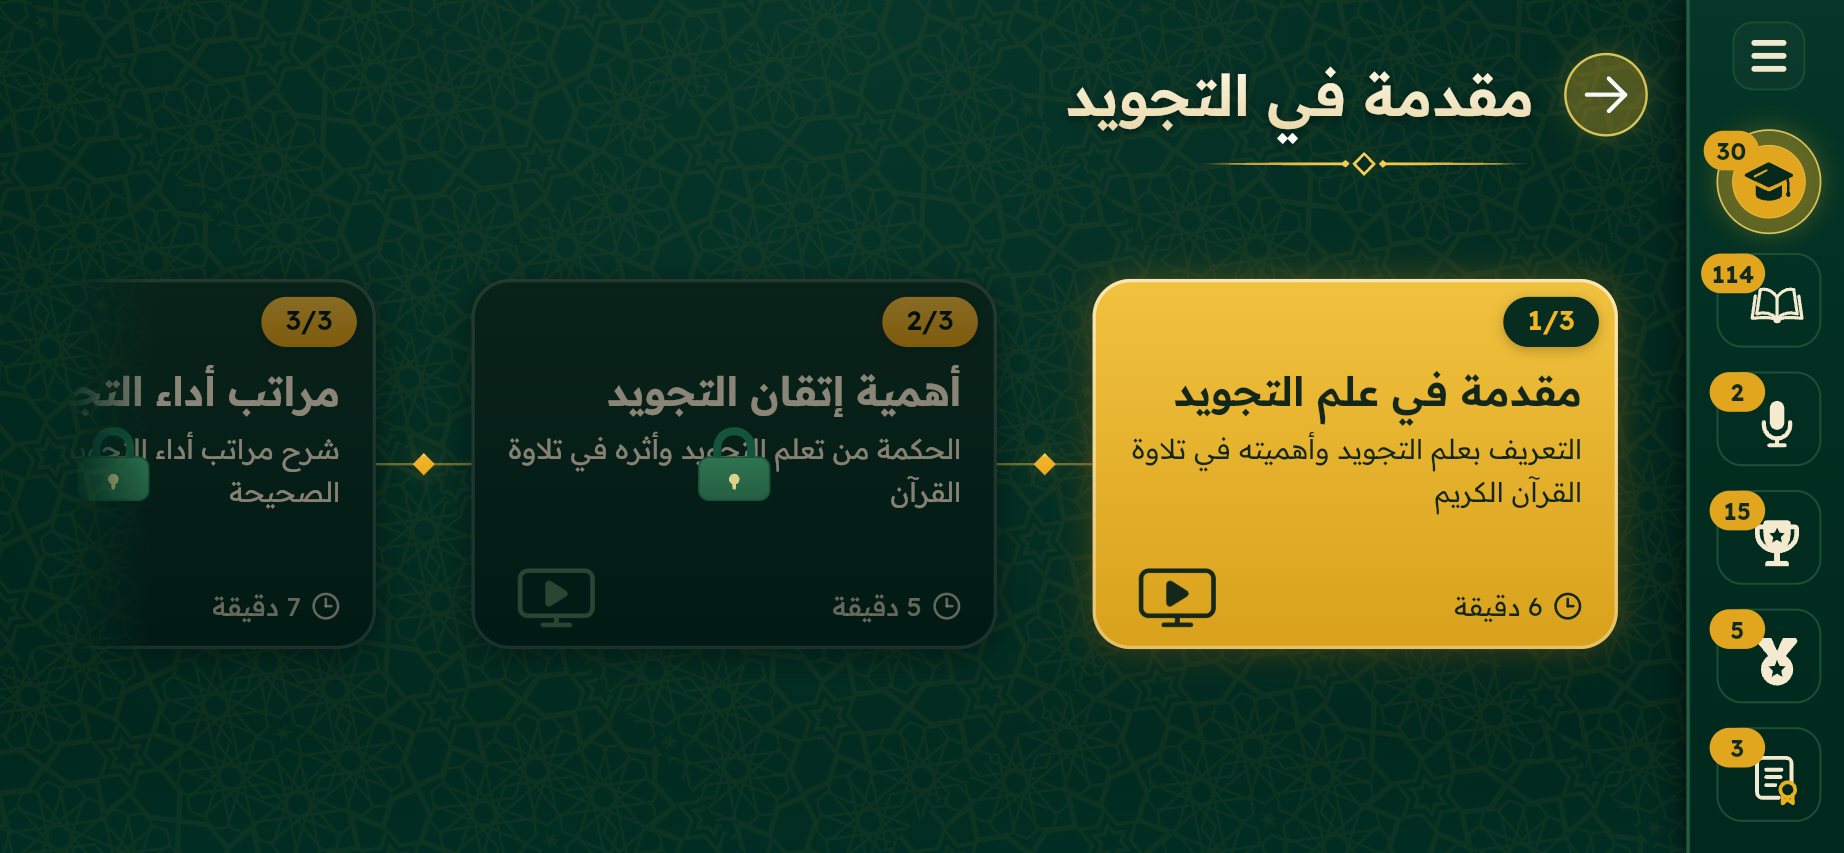 مقدمة في التجويد
1/3
مقدمة في علم التجويد
التعريف بعلم التجويد وأهميته في تلاوة
القرآن الكريم
6 دقيقة
2/3
أهمية إتقان التجويد
الحكمة من تعلم التجويد وأثره في تلاوة
القرآن
5 دقيقة
3/3
مراتب أداء
شرح مراتب أداء
الصحيحة
7 دقيقة
30
114
2
15
5
3